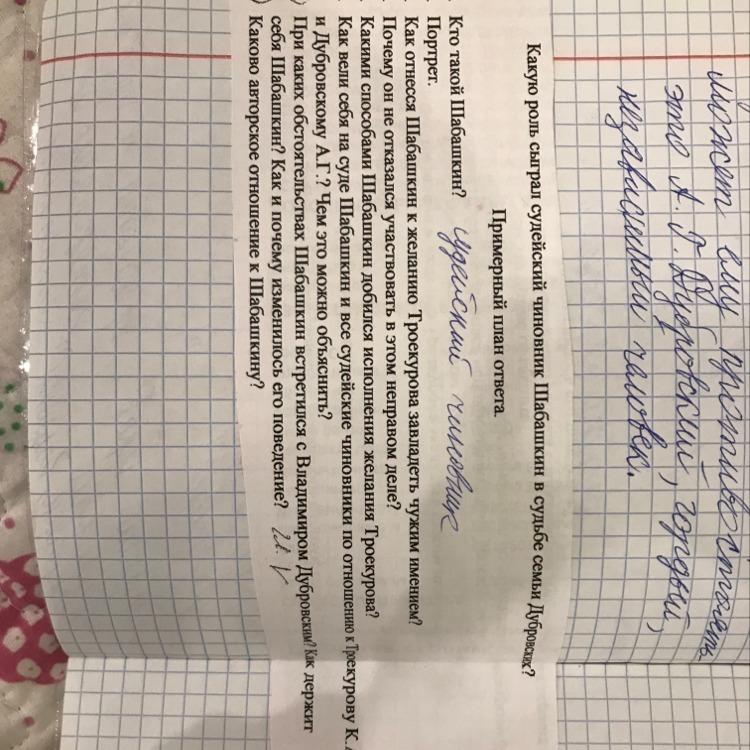 может ему противостоять
это А. Г. Дубровский, гордый,
независимый человек.
Какую роль сыграл судейский чиновник Шабашкин в судьбе семьи Дубровских?
Примерный план ответа.
Кто такой Шабашкин? судейский чиновник
Портрет.
Как отнесся Шабашкин к желанию Троекурова завладеть чужим имением?
Почему он не отказался участвовать в этом неправом деле?
Какими способами Шабашкин добился исполнения желания Троекурова?
Как вели себя на суде Шабашкин и все судейские чиновники по отношению к Троекурову К.
и Дубровскому А.Г.? Чем это можно объяснить?
) При каких обстоятельствах Шабашкин встретился с Владимиром Дубровским? Как держит
себя Шабашкин? Как и почему изменилось его поведение? гл. V
) Каково авторское отношение к Шабашкину?